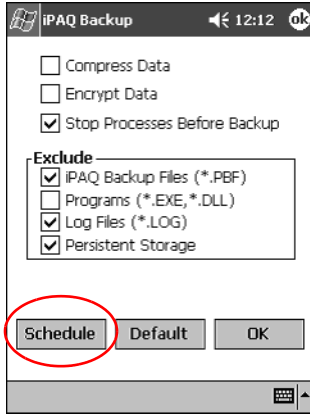 iPAQ Backup 12:12 ok
Compress Data
Encrypt Data
Stop Processes Before Backup
Exclude
iPAQ Backup Files (*.PBF)
Programs (*.EXE,*.DLL)
Log Files (*.LOG)
Persistent Storage
Schedule Default OK